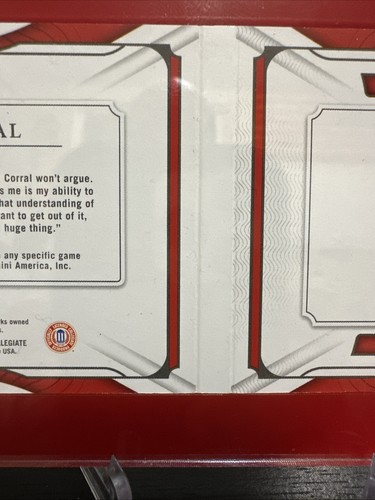 AL
Corral won't argue.
s me is my ability to
hat understanding of
ant to get out of it,
huge thing."
any specific game
ini America, Inc.
ks owned
s.
LEGIATE
USA.